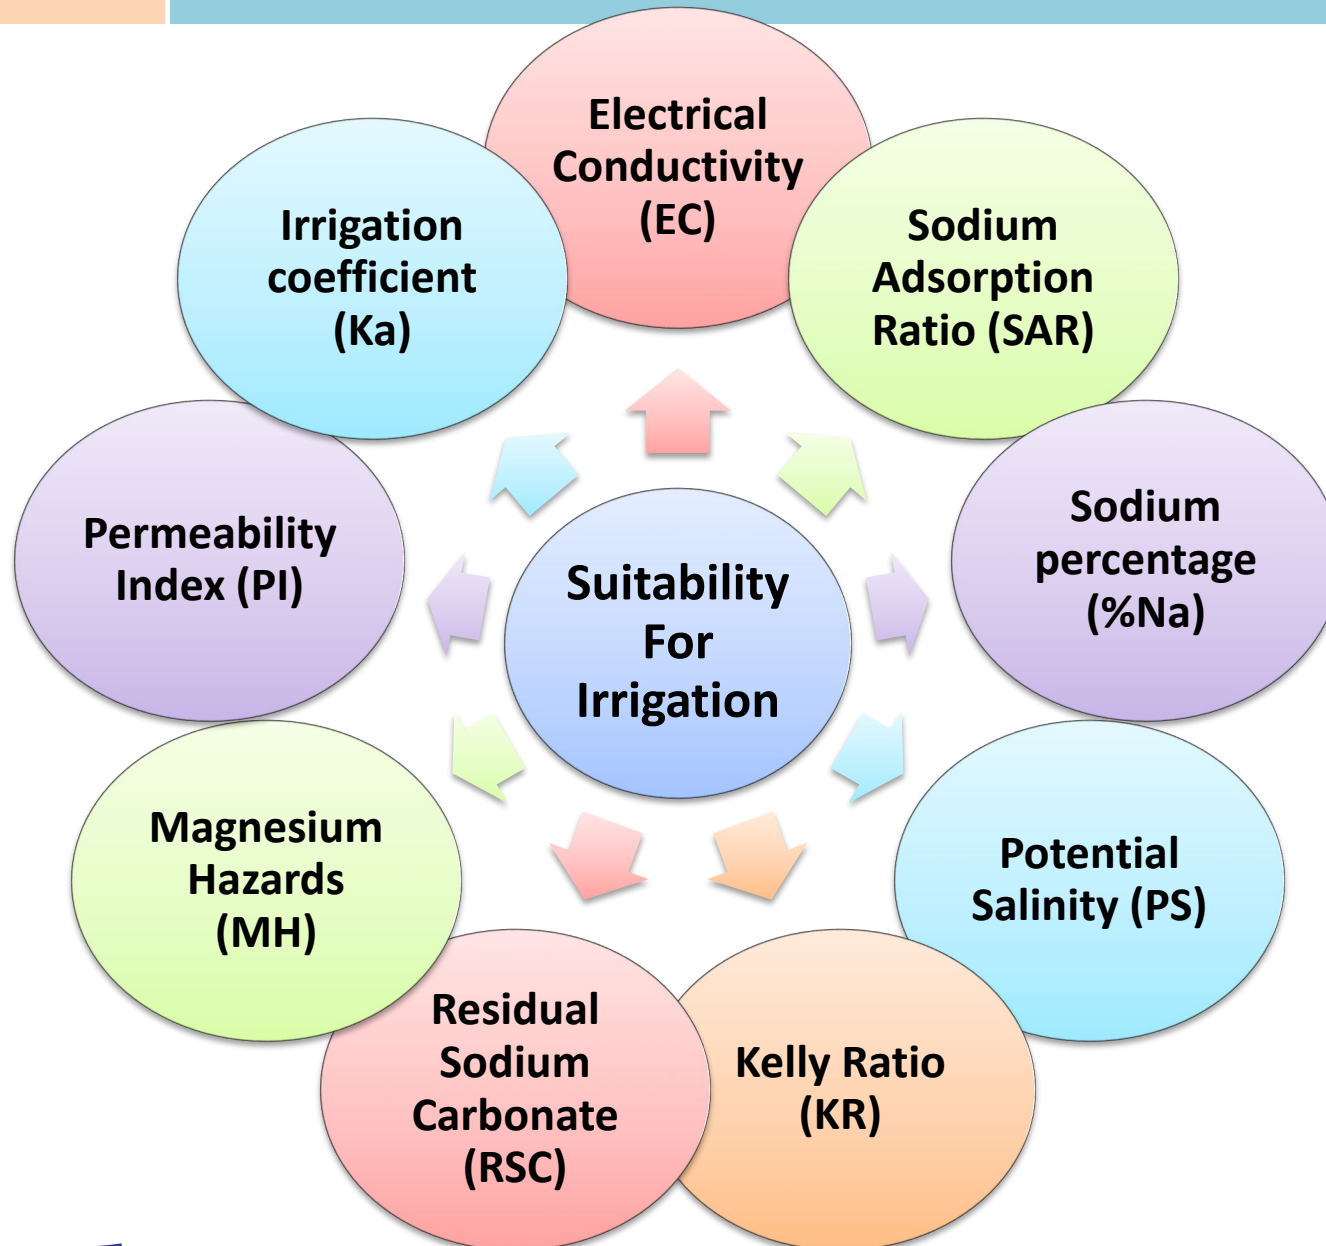 Electrical
Conductivity
(EC)
Sodium
Adsorption
Ratio (SAR)
Sodium
percentage
(%Na)
Potential
Salinity (PS)
Kelly Ratio
(KR)
Residual
Sodium
Carbonate
(RSC)
Magnesium
Hazards
(MH)
Permeability
Index (PI)
Irrigation
coefficient
(Ka)
Suitability
For
Irrigation